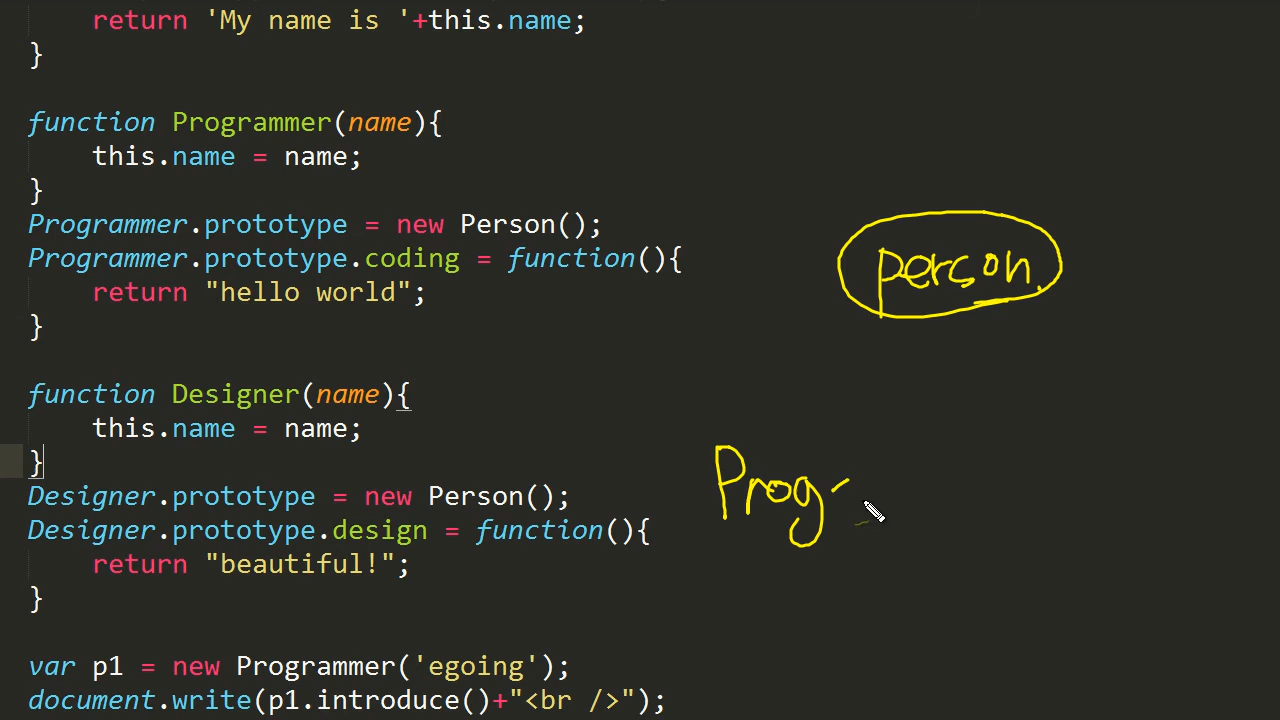 return 'My name is '+this.name;
}
function Programmer(name){
this.name = name;
}
Programmer.prototype = new Person();
Programmer.prototype.coding = function(){
return "hello world";
}
function Designer(name){
this.name = name;
}
Designer.prototype = new Person();
Designer.prototype.design = function(){
return "beautiful!";
}
var p1 = new Programmer('egoing');
document.write(p1.introduce()+"<br />");
person
Prog-